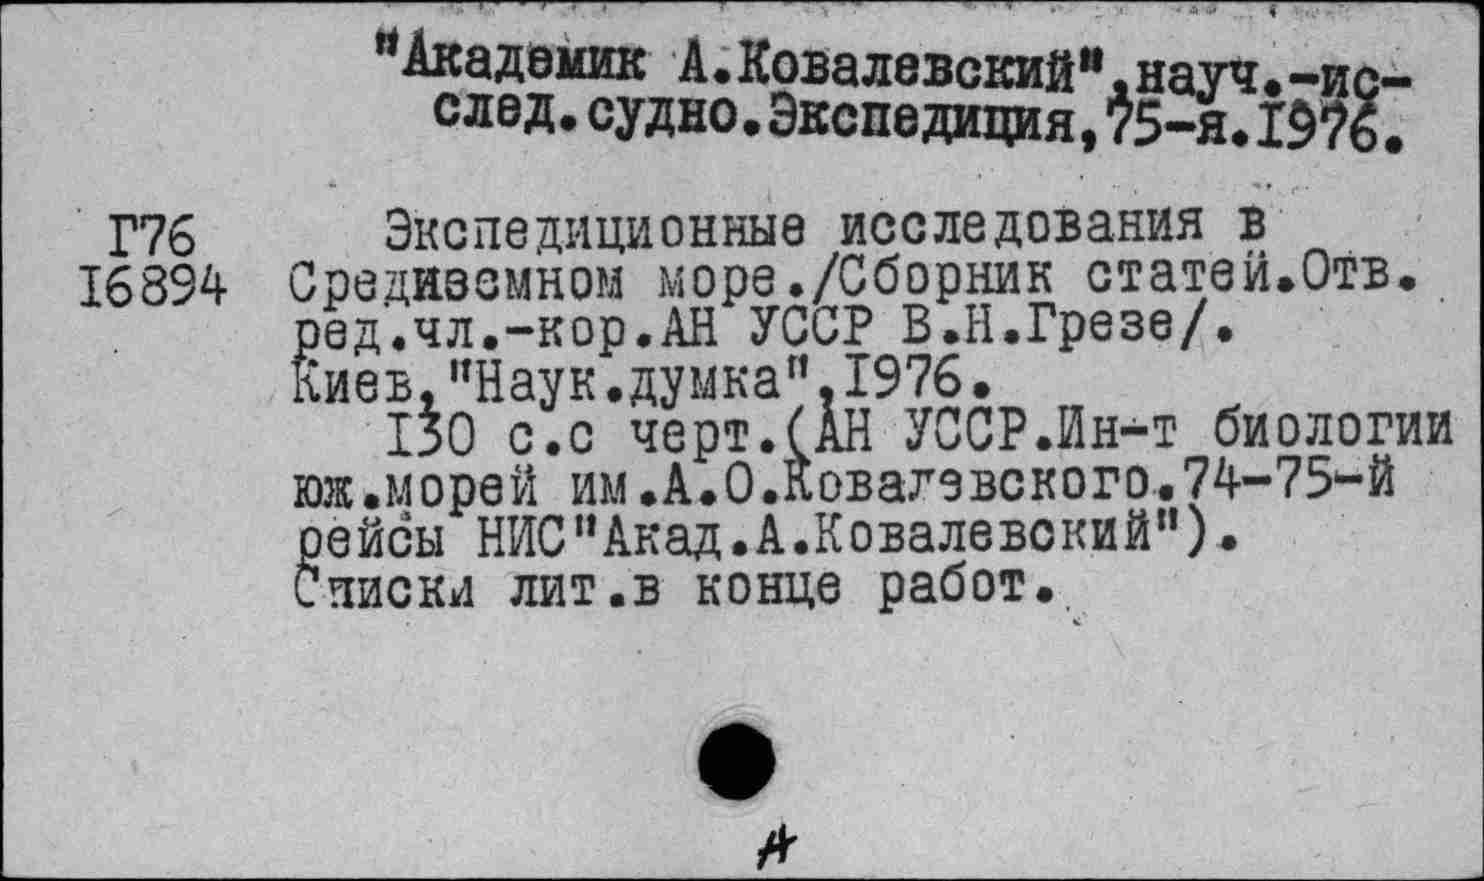 "Академик А.Ковалевский",науч.-ис-
след.судно.Экспедиция,75-я.1976.
Г76 Экспедиционные исследования в
16894 Средиземном море./Сборник статей.Отв.
ред.чл.-кор.АН УССР В.Н.Грезе/.
Киев,"Наук.думка",1976.
130 с.с черт.(АН УССР.Ин-т биологии
юж.морей им.А.О.Ковалевского.74-75-й
рейсы НИС"Акад.А.Ковалевский").
Списки лит.в конце работ.